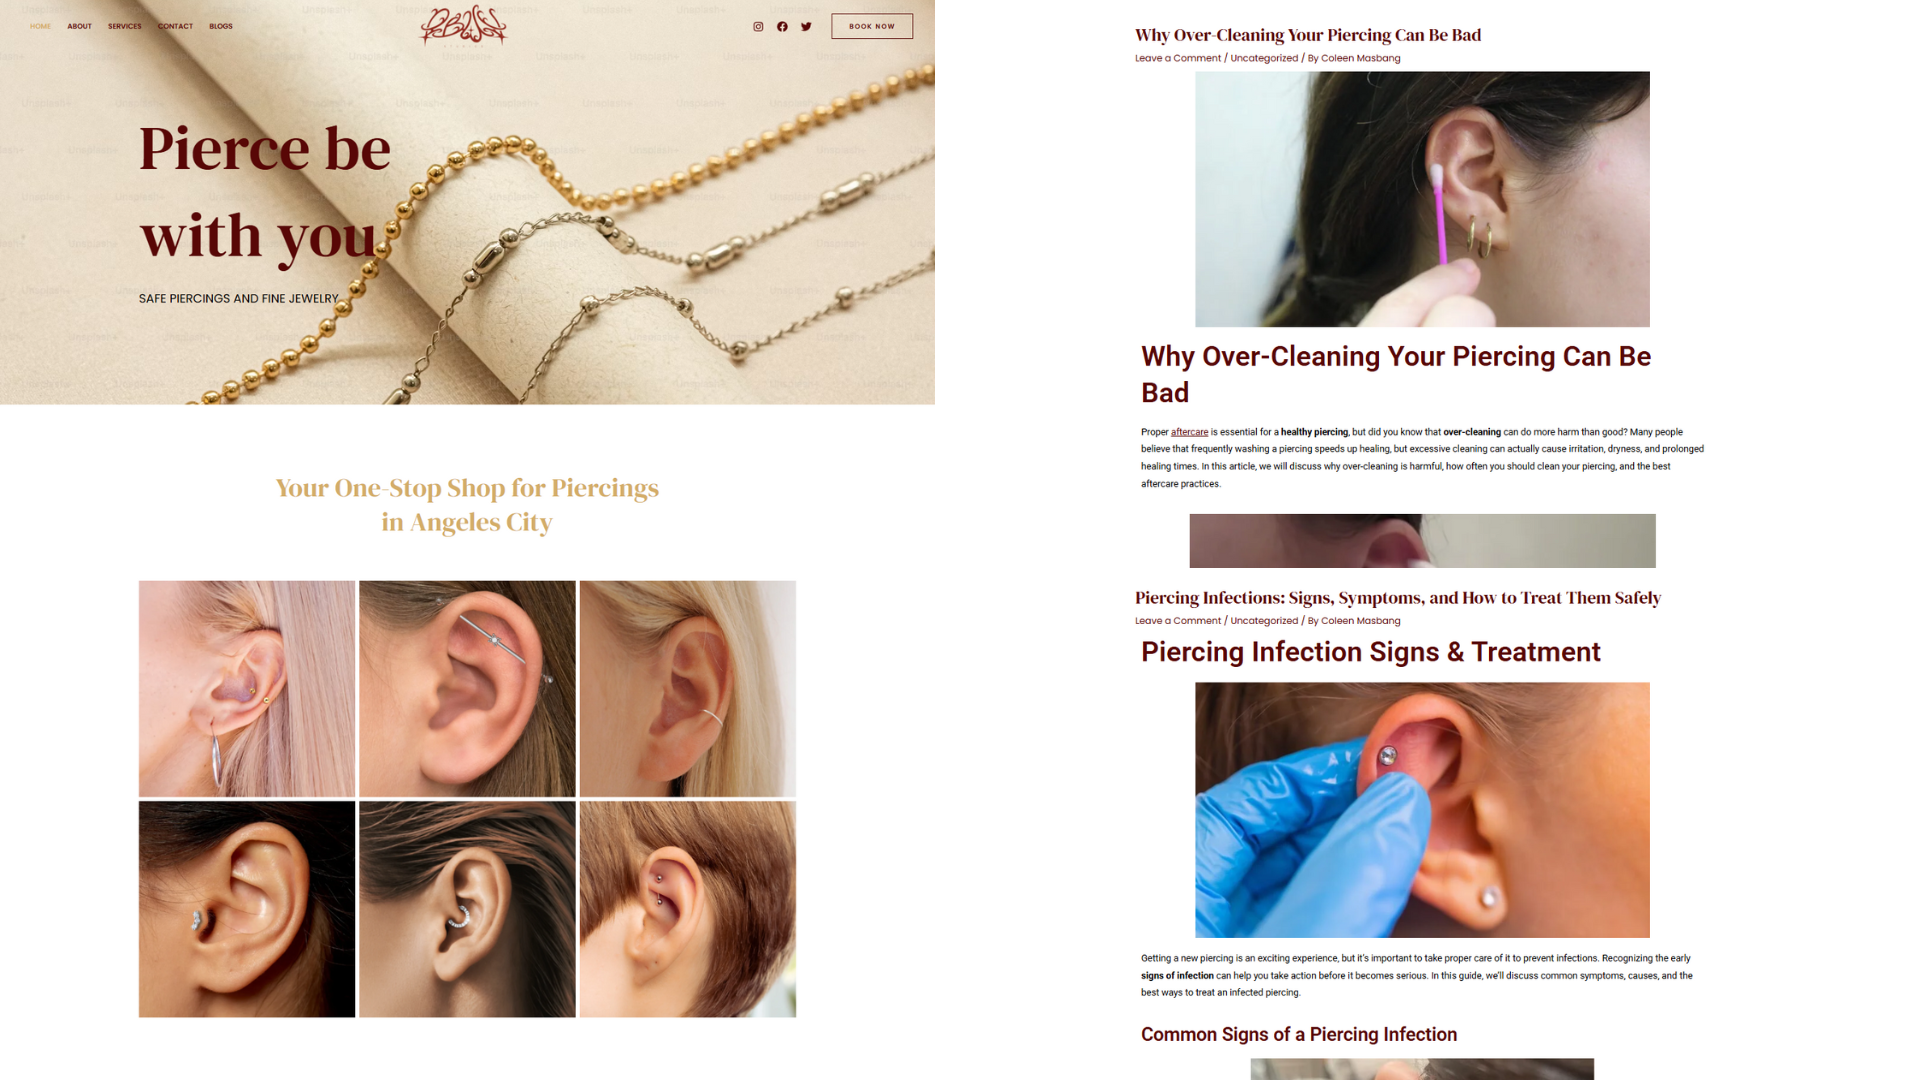 HOME ABOUT SERVICES CONTACT BLOGS
BOOK NOW
Pierce be
with you
SAFE PIERCINGS AND FINE JEWELRY
Your One-Stop Shop for Piercings
in Angeles City
Why Over-Cleaning Your Piercing Can Be Bad
Leave a Comment / Uncategorized / By Coleen Masbang
Why Over-Cleaning Your Piercing Can Be
Bad
Proper aftercare is essential for a healthy piercing, but did you know that over-cleaning can do more harm than good? Many people
believe that frequently washing a piercing speeds up healing, but excessive cleaning can actually cause irritation, dryness, and prolonged
healing times. In this article, we will discuss why over-cleaning is harmful, how often you should clean your piercing, and the best
aftercare practices.
Piercing Infections: Signs, Symptoms, and How to Treat Them Safely
Leave a Comment / Uncategorized / By Coleen Masbang
Piercing Infection Signs & Treatment
Getting a new piercing is an exciting experience, but it's important to take proper care of it to prevent infections. Recognizing the early
signs of infection can help you take action before it becomes serious. In this guide, we'll discuss common symptoms, causes, and the
best ways to treat an infected piercing.
Common Signs of a Piercing Infection